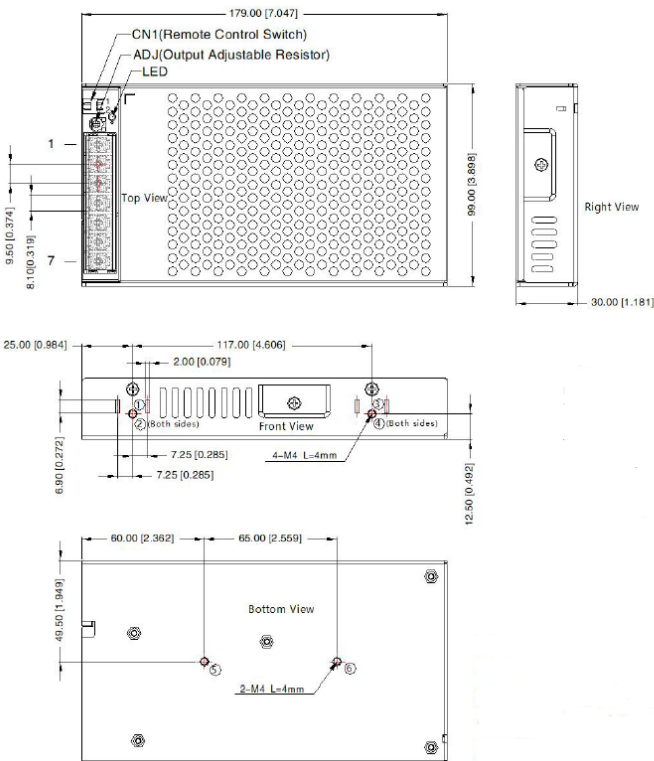 179.00 [7.047]
CN1(Remote Control Switch)
ADJ(Output Adjustable Resistor)
LED
1
Top View
9.50 [0.374]
8.10[0.319]
7
99.00 [3.898]
Right View
30.00 [1.181]
25.00 [0.984]
117.00 [4.606]
2.00 [0.079]
①
③
②(Both sides)
Front View
④(Both sides)
7.25 [0.285]
4-M4 L=4mm
7.25 [0.285]
6.90 [0.272]
12.50 [0.492]
60.00 [2.362]
65.00 [2.559]
49.50 [1.949]
Bottom View
⑤
⑥
2-M4 L=4mm